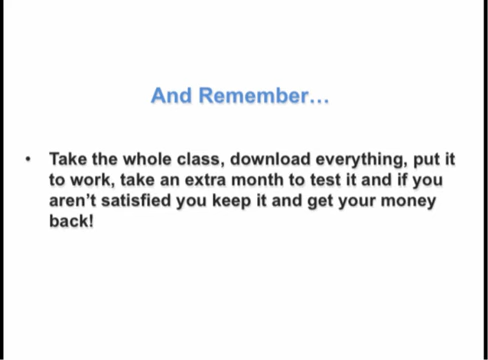 And Remember...
• Take the whole class, download everything, put it
to work, take an extra month to test it and if you
aren't satisfied you keep it and get your money
back!